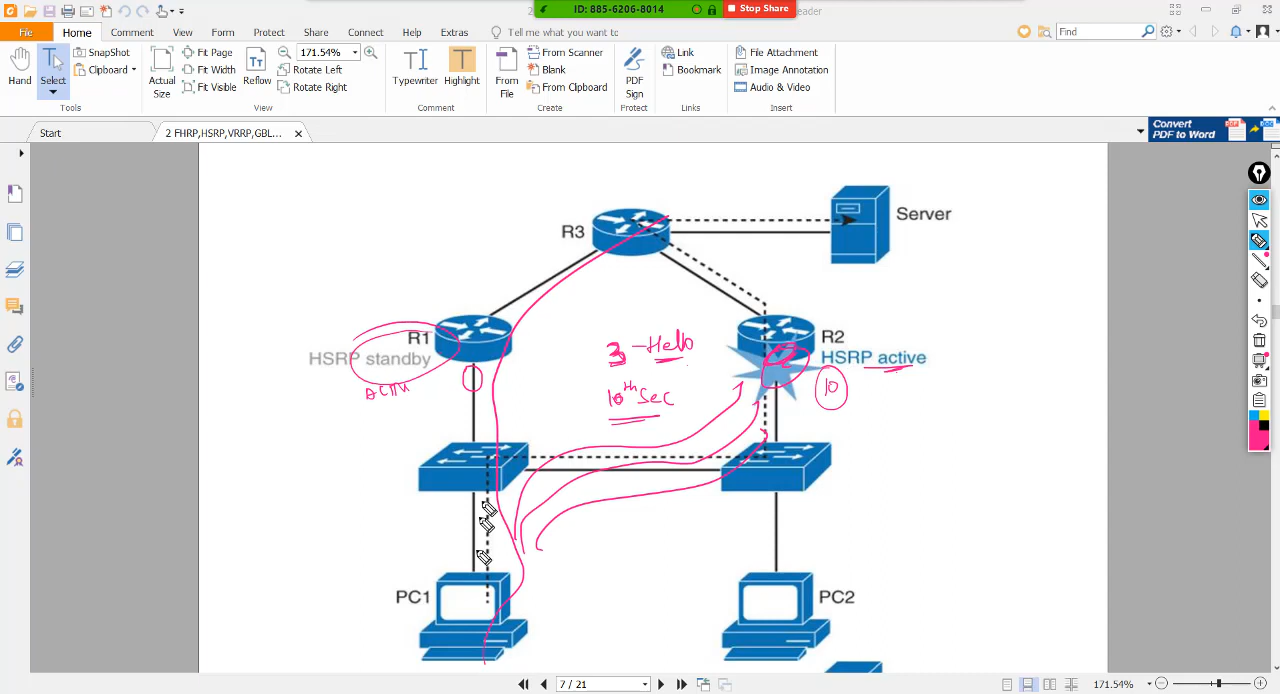 ID: 885-6206-8014
Stop Share
eader
File
Home
Comment
View
Form
Protect
Share
Connect
Help
Extras
Tell me what you want
Find
Hand
Select
SnapShot
Clipboard
Tools
Actual Size
Fit Page
Fit Width
Fit Visible
Reflow
171.54%
Rotate Left
Rotate Right
View
Typewriter
Highlight
Comment
From File
From Scanner
Blank
From Clipboard
Create
PDF Sign
Protect
Link
Bookmark
Links
File Attachment
Image Annotation
Audio & Video
Insert
Start
2 FHRP,HSRP,VRRP,GBL...
Convert
PDF to Word
R3
Server
R1
HSRP standby
R2
HSRP active
3 - Hello
10th Sec
10
PC1
PC2
7 / 21
171.54%